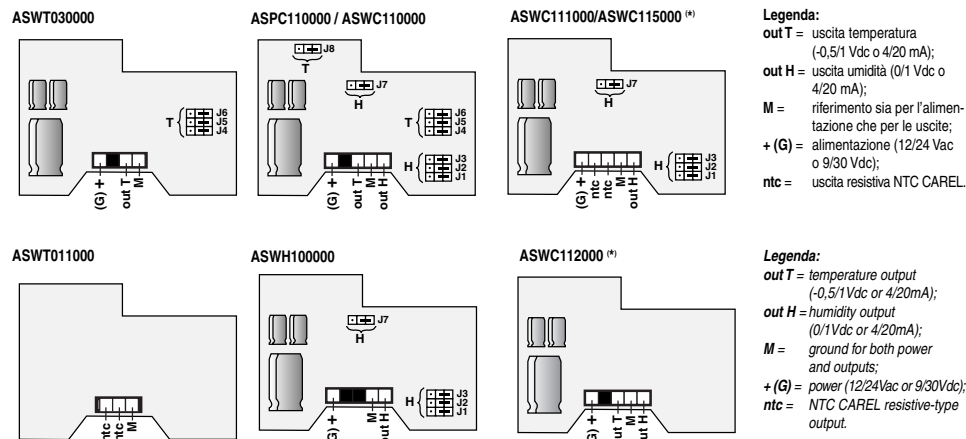 ASWT030000
J6
J5
J4
T
(G) +
out T
M
ASPC110000 / ASWC110000
J8
T
J7
H
J6
J5
J4
T
J3
J2
J1
H
(G) +
out T
M
out H
ASWC111000/ASWC115000 (*)
J7
H
J3
J2
J1
H
(G) +
ntc
ntc
M
out H
Legenda:
out T = uscita temperatura
(-0,5/1 Vdc o 4/20 mA);
out H = uscita umidità (0/1 Vdc o
4/20 mA);
M = riferimento sia per l'alimen-
tazione che per le uscite;
+ (G) = alimentazione (12/24 Vac
o 9/30 Vdc);
ntc = uscita resistiva NTC CAREL.
ASWT011000
ntc
ntc
M
ASWH100000
J7
H
J3
J2
J1
H
(G) +
M
out H
ASWC112000 (*)
(G) +
out T
M
out H
Legenda:
out T = temperature output
(-0,5/1Vdc or 4/20mA);
out H = humidity output
(0/1Vdc or 4/20mA);
M = ground for both power
and outputs;
+ (G) = power (12/24Vac or 9/30Vdc);
ntc = NTC CAREL resistive-type
output.